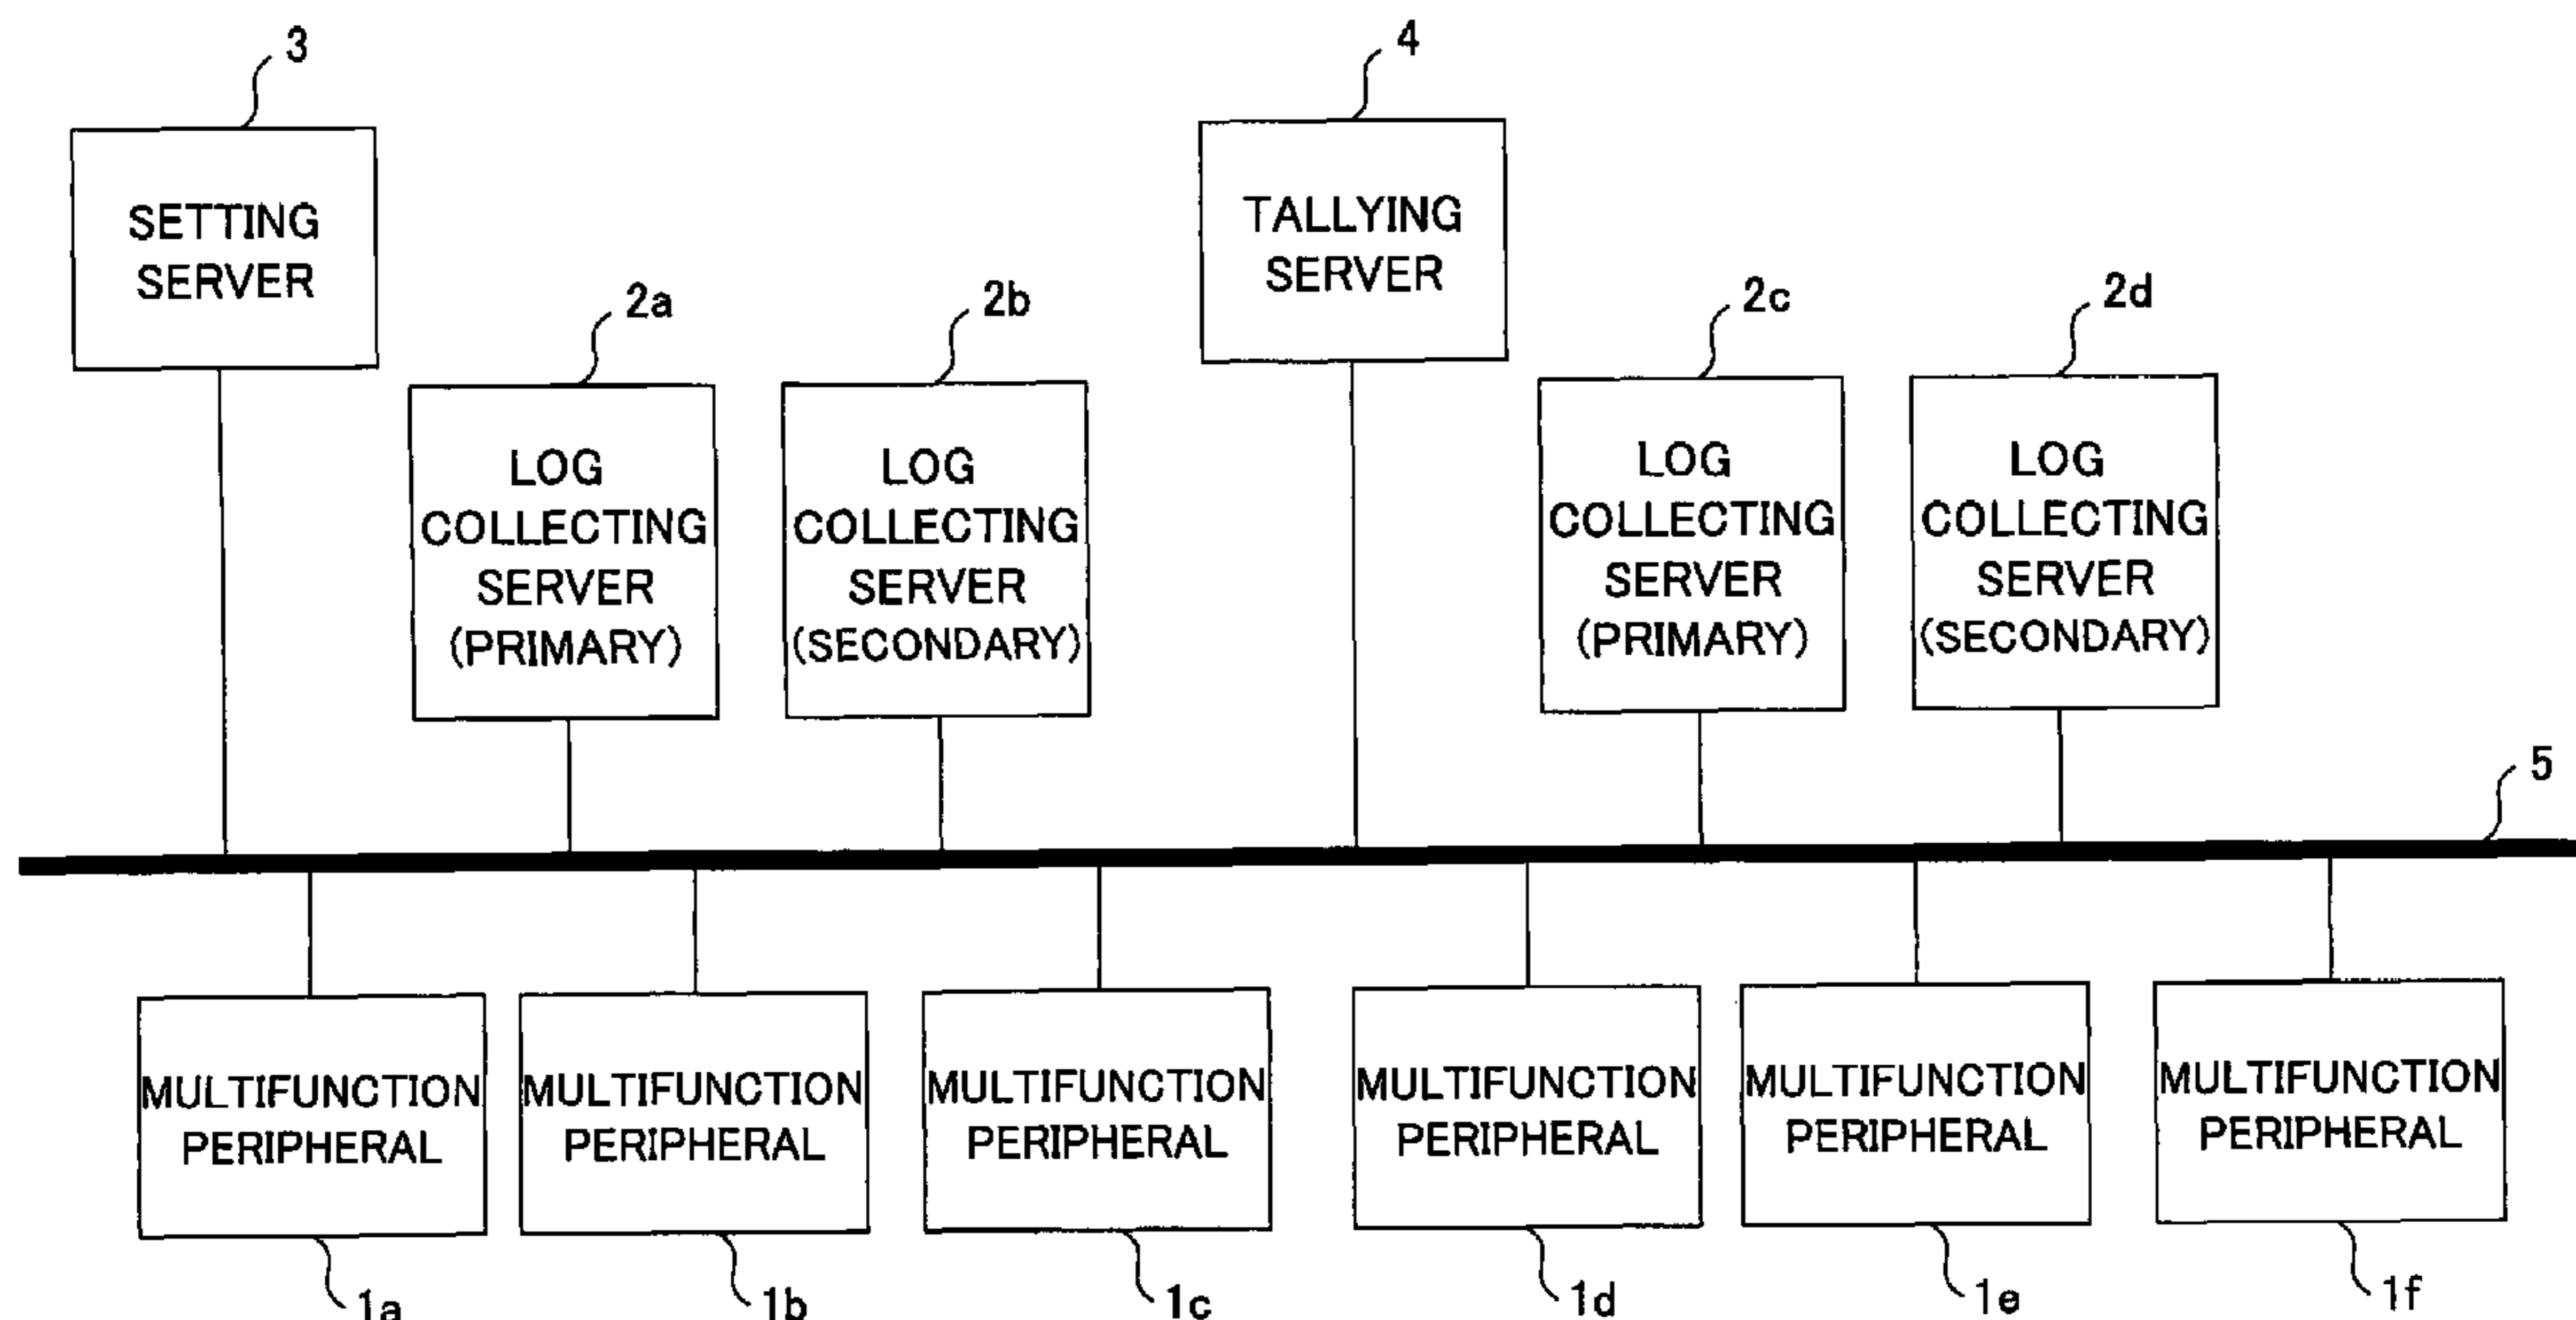 3
4
SETTING
SERVER
TALLYING
SERVER
2a
2b
2c
2d
LOG
COLLECTING
SERVER
(PRIMARY)
LOG
COLLECTING
SERVER
(SECONDARY)
LOG
COLLECTING
SERVER
(PRIMARY)
LOG
COLLECTING
SERVER
(SECONDARY)
5
MULTIFUNCTION
PERIPHERAL
MULTIFUNCTION
PERIPHERAL
MULTIFUNCTION
PERIPHERAL
MULTIFUNCTION
PERIPHERAL
MULTIFUNCTION
PERIPHERAL
MULTIFUNCTION
PERIPHERAL
1a
1b
1c
1d
1e
1f